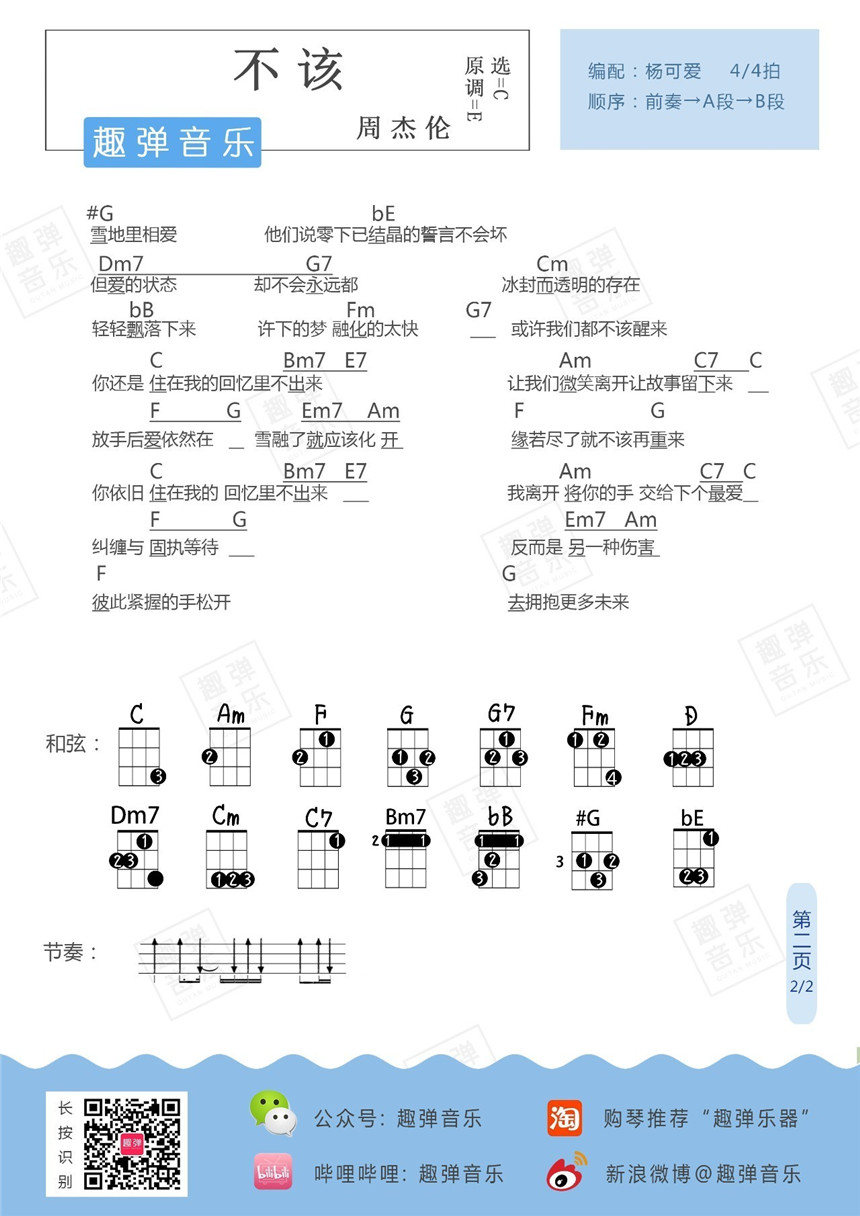 不该
原调=E
选=C
周杰伦
趣弹音乐
编配：杨可爱 4/4拍
顺序：前奏→A段→B段
#G bE
雪地里相爱 他们说零下已结晶的誓言不会坏
Dm7 G7 Cm
但爱的状态 却不会永远都 冰封而透明的存在
bB Fm G7
轻轻飘落下来 许下的梦 融化的太快 ___ 或许我们都不该醒来
C Bm7 E7 Am C7 C
你还是 住在我的回忆里不出来 让我们微笑离开让故事留下来 __
F G Em7 Am F G
放手后爱依然在 __ 雪融了就应该化 开 缘若尽了就不该再重来
C Bm7 E7 Am C7 C
你依旧 住在我的 回忆里不出来 ___ 我离开 将你的手 交给下个最爱__
F G Em7 Am
纠缠与 固执等待 ___ 反而是 另一种伤害
F G
彼此紧握的手松开 去拥抱更多未来
和弦：
C Am F G G7 Fm D
3 2 1 2 1 2 3 1 2 3 1 2 4 1 2 3
Dm7 Cm C7 Bm7 bB #G bE
1 2 3 1 2 3 1 2 1 1 1 1 2 3 3 1 2 3 1 2 3
节奏：
第二页
2/2
长按识别
趣弹
公众号: 趣弹音乐
淘
购琴推荐“趣弹乐器”
bilibili
哔哩哔哩: 趣弹音乐
新浪微博@趣弹音乐